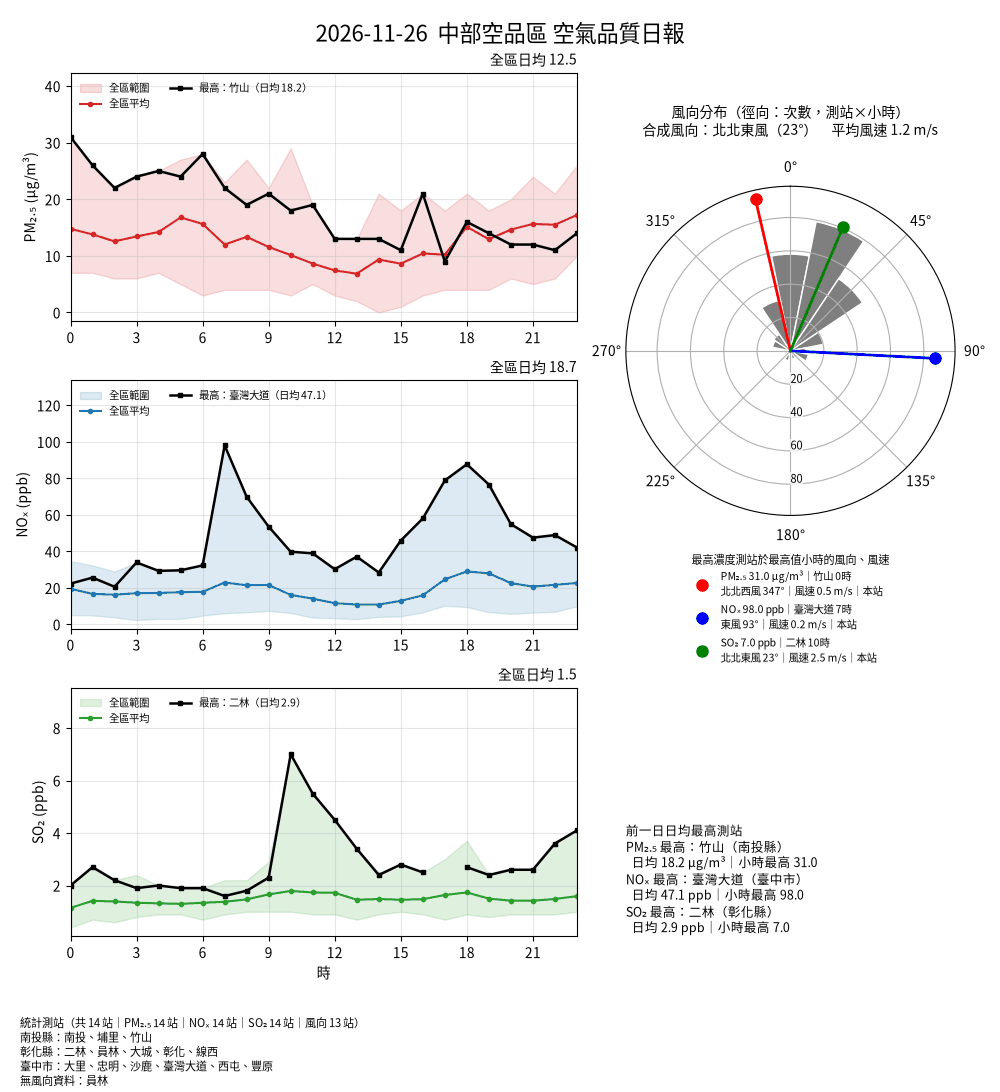 2026-11-26 中部空品區 空氣品質日報
全區日均 12.5
全區範圍
全區平均
最高：竹山（日均 18.2）
PM₂.₅ (μg/m³)
40
30
20
10
0
0 3 6 9 12 15 18 21
全區日均 18.7
全區範圍
全區平均
最高：臺灣大道（日均 47.1）
NOₓ (ppb)
120
100
80
60
40
20
0
0 3 6 9 12 15 18 21
全區日均 1.5
全區範圍
全區平均
最高：二林（日均 2.9）
SO₂ (ppb)
8
6
4
2
0 3 6 9 12 15 18 21
時
風向分布（徑向：次數，測站×小時）
合成風向：北北東風（23°） 平均風速 1.2 m/s
0°
45°
90°
135°
180°
225°
270°
315°
20
40
60
80
最高濃度測站於最高值小時的風向、風速
PM₂.₅ 31.0 μg/m³｜竹山 0時
北北西風 347°｜風速 0.5 m/s｜本站
NOₓ 98.0 ppb｜臺灣大道 7時
東風 93°｜風速 0.2 m/s｜本站
SO₂ 7.0 ppb｜二林 10時
北北東風 23°｜風速 2.5 m/s｜本站
前一日日均最高測站
PM₂.₅ 最高：竹山（南投縣）
日均 18.2 μg/m³｜小時最高 31.0
NOₓ 最高：臺灣大道（臺中市）
日均 47.1 ppb｜小時最高 98.0
SO₂ 最高：二林（彰化縣）
日均 2.9 ppb｜小時最高 7.0
統計測站（共 14 站｜PM₂.₅ 14 站｜NOₓ 14 站｜SO₂ 14 站｜風向 13 站）
南投縣：南投、埔里、竹山
彰化縣：二林、員林、大城、彰化、線西
臺中市：大里、忠明、沙鹿、臺灣大道、西屯、豐原
無風向資料：員林